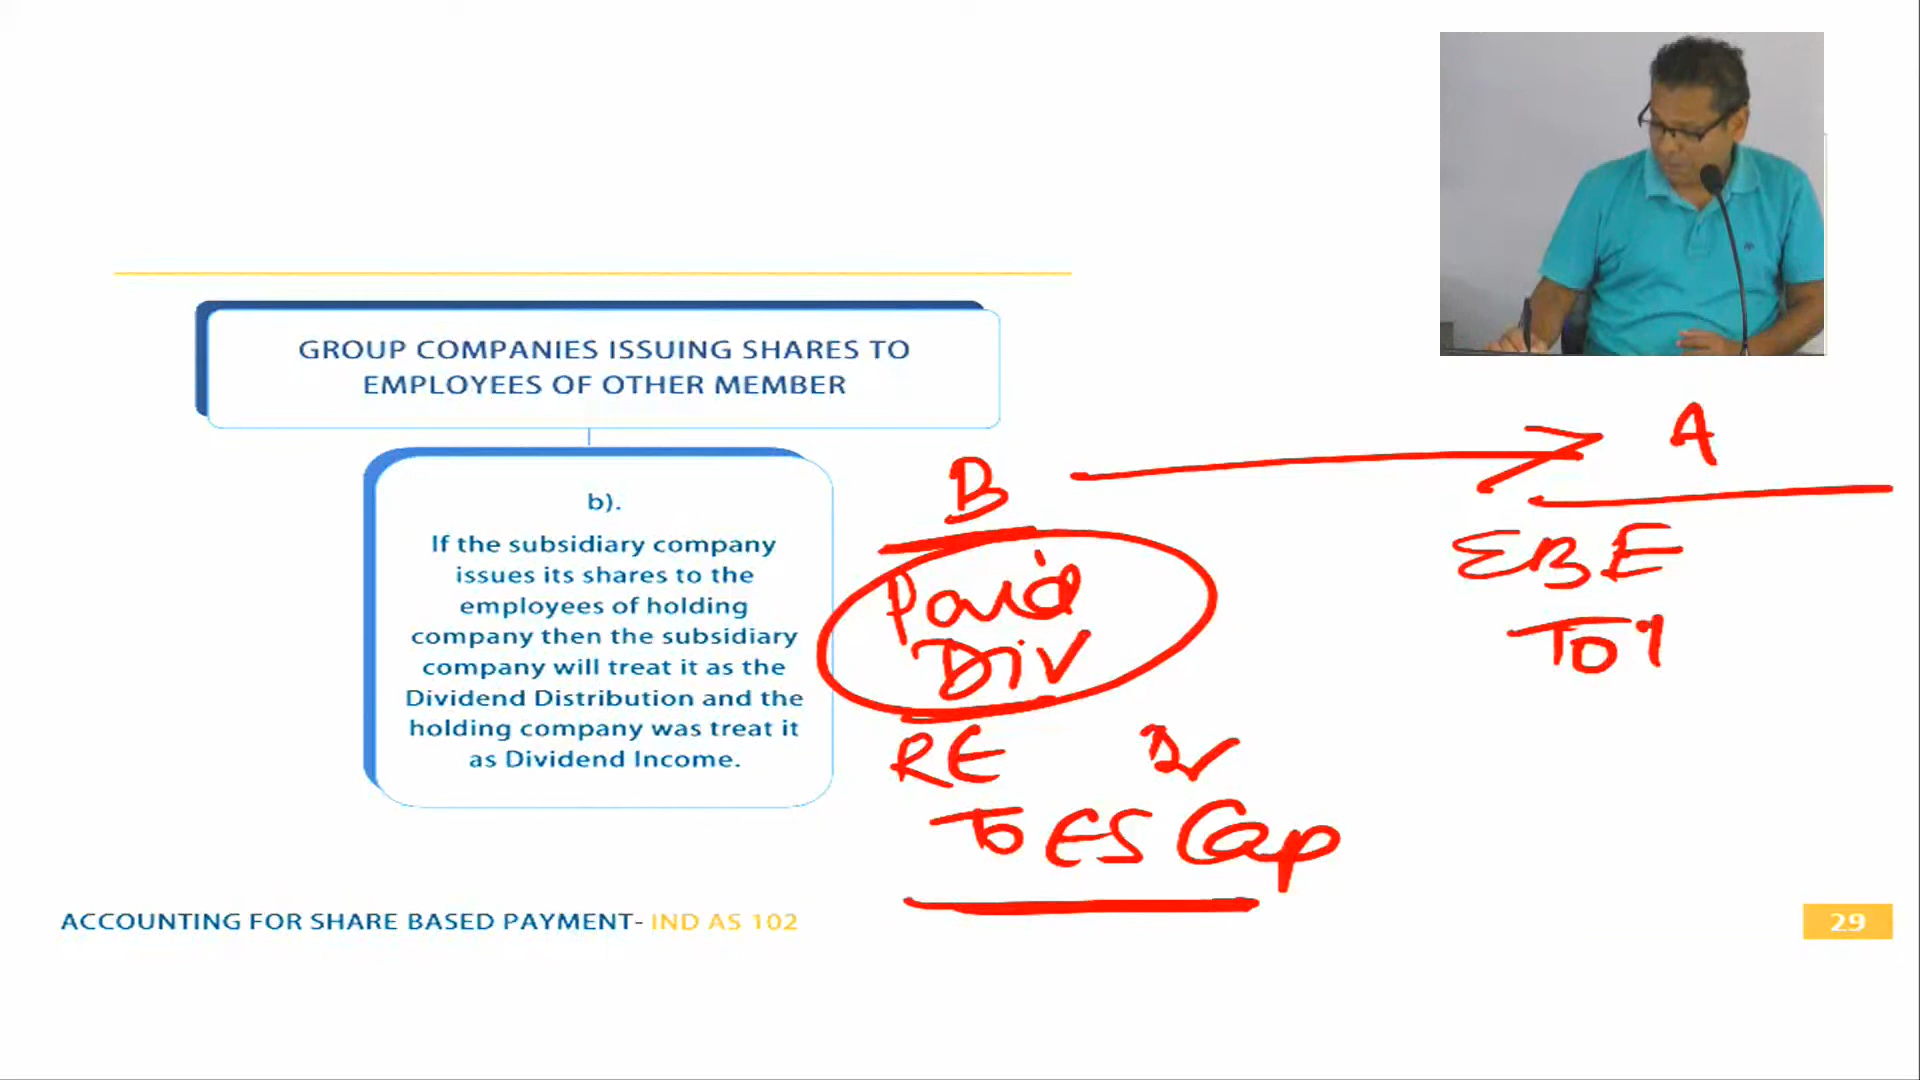 GROUP COMPANIES ISSUING SHARES TO
EMPLOYEES OF OTHER MEMBER
b).
If the subsidiary company
issues its shares to the
employees of holding
company then the subsidiary
company will treat it as the
Dividend Distribution and the
holding company was treat it
as Dividend Income.
B
A
Paid
Div
EBE
To
RE Dr
To ES Cap
ACCOUNTING FOR SHARE BASED PAYMENT- IND AS 102
29